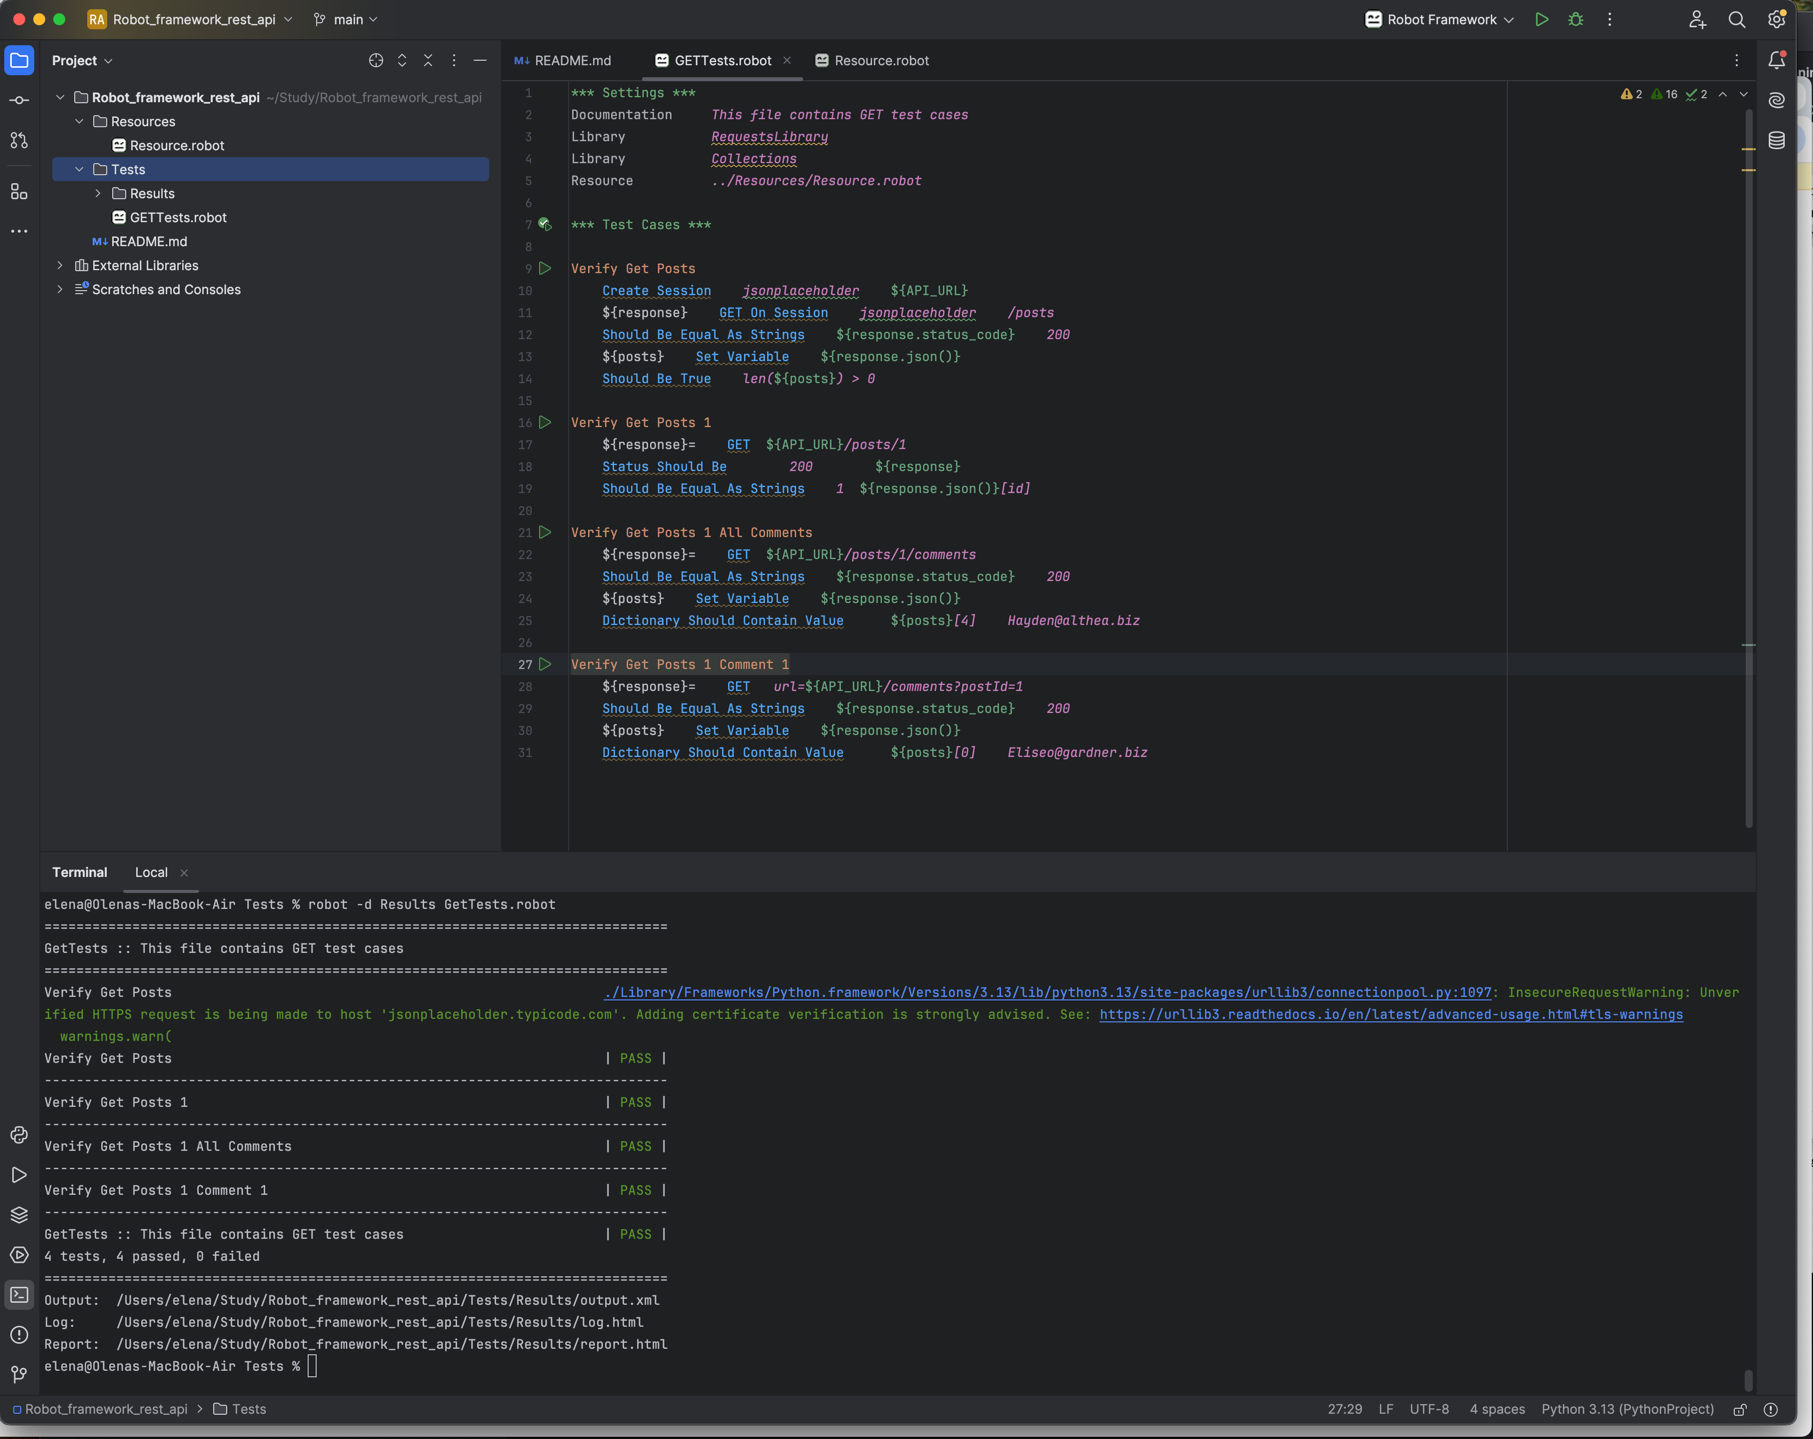 RA Robot_framework_rest_api main Robot Framework
Project
README.md GETTests.robot Resource.robot
Robot_framework_rest_api ~/Study/Robot_framework_rest_api
Resources
Resource.robot
Tests
Results
GETTests.robot
M↓ README.md
External Libraries
Scratches and Consoles
2 16 2
1 *** Settings ***
2 Documentation This file contains GET test cases
3 Library RequestsLibrary
4 Library Collections
5 Resource ../Resources/Resource.robot
6
7 *** Test Cases ***
8
9 Verify Get Posts
10 Create Session jsonplaceholder ${API_URL}
11 ${response} GET On Session jsonplaceholder /posts
12 Should Be Equal As Strings ${response.status_code} 200
13 ${posts} Set Variable ${response.json()}
14 Should Be True len(${posts}) > 0
15
16 Verify Get Posts 1
17 ${response}= GET ${API_URL}/posts/1
18 Status Should Be 200 ${response}
19 Should Be Equal As Strings 1 ${response.json()}[id]
20
21 Verify Get Posts 1 All Comments
22 ${response}= GET ${API_URL}/posts/1/comments
23 Should Be Equal As Strings ${response.status_code} 200
24 ${posts} Set Variable ${response.json()}
25 Dictionary Should Contain Value ${posts}[4] Hayden@althea.biz
26
27 Verify Get Posts 1 Comment 1
28 ${response}= GET url=${API_URL}/comments?postId=1
29 Should Be Equal As Strings ${response.status_code} 200
30 ${posts} Set Variable ${response.json()}
31 Dictionary Should Contain Value ${posts}[0] Eliseo@gardner.biz
Terminal Local
elena@Olenas-MacBook-Air Tests % robot -d Results GetTests.robot
==============================================================================
GetTests :: This file contains GET test cases
==============================================================================
Verify Get Posts ./Library/Frameworks/Python.framework/Versions/3.13/lib/python3.13/site-packages/urllib3/connectionpool.py:1097: InsecureRequestWarning: Unver
ified HTTPS request is being made to host 'jsonplaceholder.typicode.com'. Adding certificate verification is strongly advised. See: https://urllib3.readthedocs.io/en/latest/advanced-usage.html#tls-warnings
warnings.warn(
Verify Get Posts | PASS |
------------------------------------------------------------------------------
Verify Get Posts 1 | PASS |
------------------------------------------------------------------------------
Verify Get Posts 1 All Comments | PASS |
------------------------------------------------------------------------------
Verify Get Posts 1 Comment 1 | PASS |
------------------------------------------------------------------------------
GetTests :: This file contains GET test cases | PASS |
4 tests, 4 passed, 0 failed
==============================================================================
Output: /Users/elena/Study/Robot_framework_rest_api/Tests/Results/output.xml
Log: /Users/elena/Study/Robot_framework_rest_api/Tests/Results/log.html
Report: /Users/elena/Study/Robot_framework_rest_api/Tests/Results/report.html
elena@Olenas-MacBook-Air Tests %
Robot_framework_rest_api > Tests 27:29 LF UTF-8 4 spaces Python 3.13 (PythonProject)